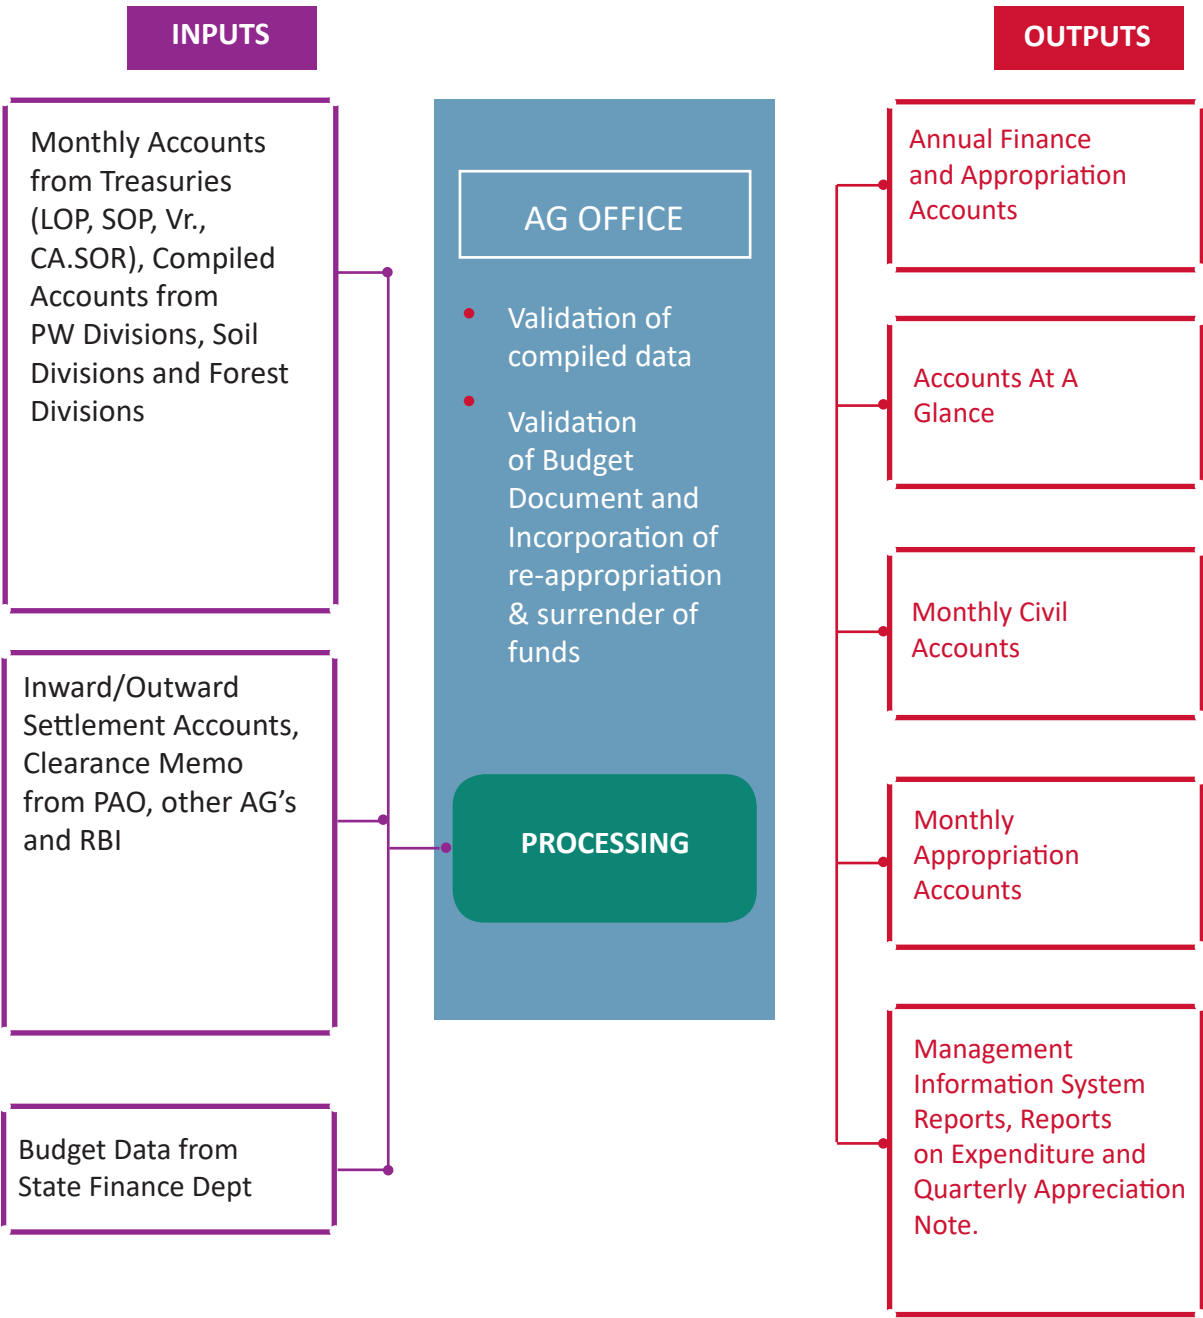 INPUTS
Monthly Accounts
from Treasuries
(LOP, SOP, Vr.,
CA.SOR), Compiled
Accounts from
PW Divisions, Soil
Divisions and Forest
Divisions
Inward/Outward
Settlement Accounts,
Clearance Memo
from PAO, other AG’s
and RBI
Budget Data from
State Finance Dept
AG OFFICE
• Validation of
compiled data
• Validation
of Budget
Document and
Incorporation of
re-appropriation
& surrender of
funds
PROCESSING
OUTPUTS
Annual Finance
and Appropriation
Accounts
Accounts At A
Glance
Monthly Civil
Accounts
Monthly
Appropriation
Accounts
Management
Information System
Reports, Reports
on Expenditure and
Quarterly Appreciation
Note.